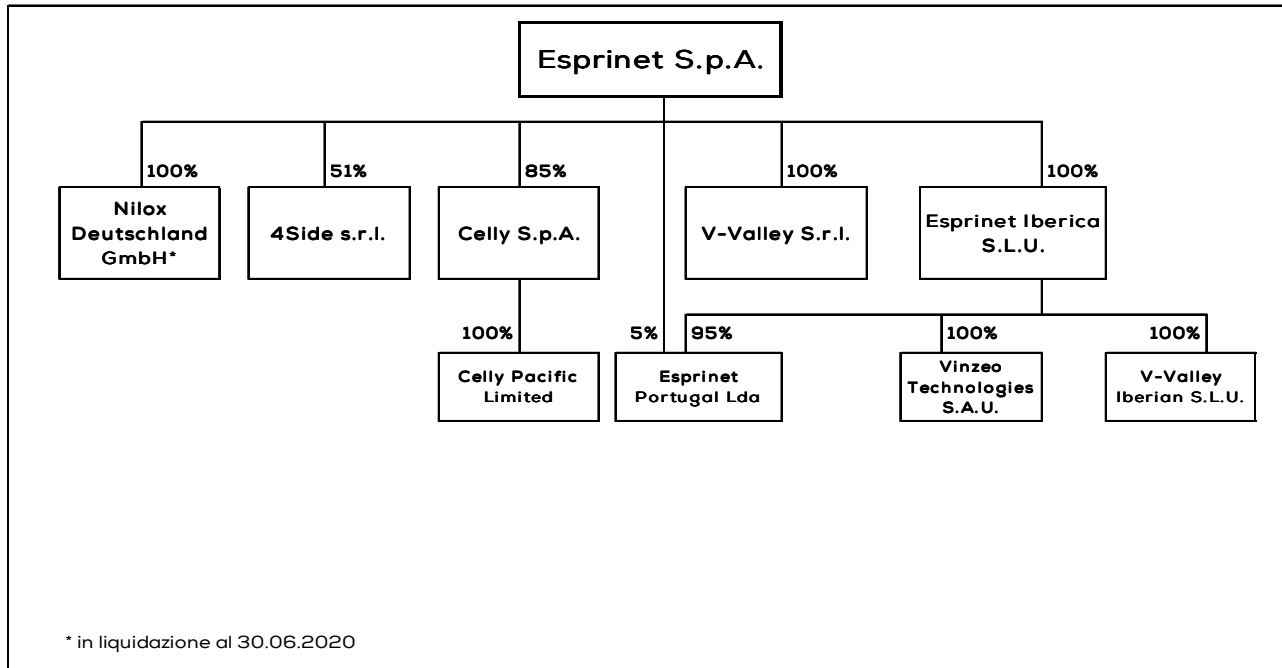 Esprinet S.p.A.
100%
51%
85%
100%
100%
Nilox
Deutschland
GmbH*
4Side s.r.l.
Celly S.p.A.
V-Valley S.r.l.
Esprinet Iberica
S.L.U.
100%
5%
95%
100%
100%
Celly Pacific
Limited
Esprinet
Portugal Lda
Vinzeo
Technologies
S.A.U.
V-Valley
Iberian S.L.U.
* in liquidazione al 30.06.2020